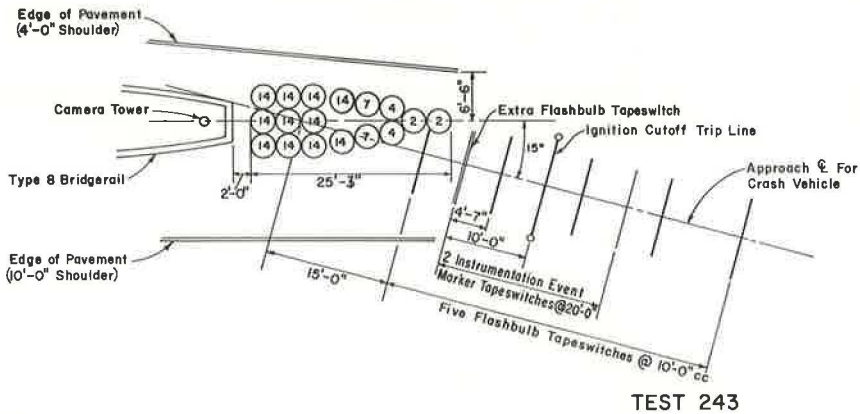 Edge of Pavement
(4'-0" Shoulder)
Camera Tower
Type 8 Bridgerail
Edge of Pavement
(10'-0" Shoulder)
14 14 14 14 7 4
14 14 14 2 2
14 14 14 14 7 4
6'-6"
15°
2'-0"
25'-3"
Extra Flashbulb Tapeswitch
Ignition Cutoff Trip Line
Approach ℄ For
Crash Vehicle
4'-7"
10'-0"
15'-0"
2 Instrumentation Event
Marker Tapeswitches@20'-0"
Five Flashbulb Tapeswitches @ 10'-0"cc
TEST 243